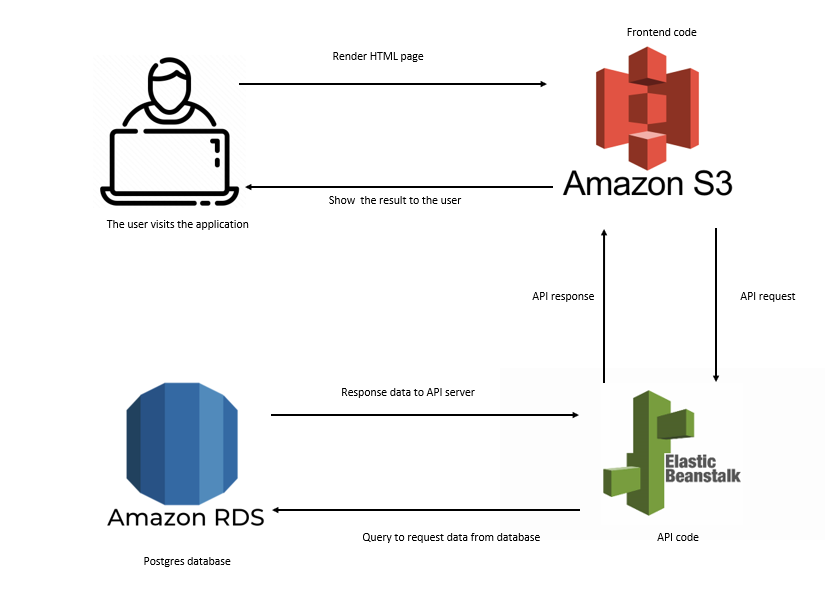 Frontend code
Render HTML page
Amazon S3
Show the result to the user
The user visits the application
API response
API request
Response data to API server
Elastic
Beanstalk
Amazon RDS
Query to request data from database
API code
Postgres database